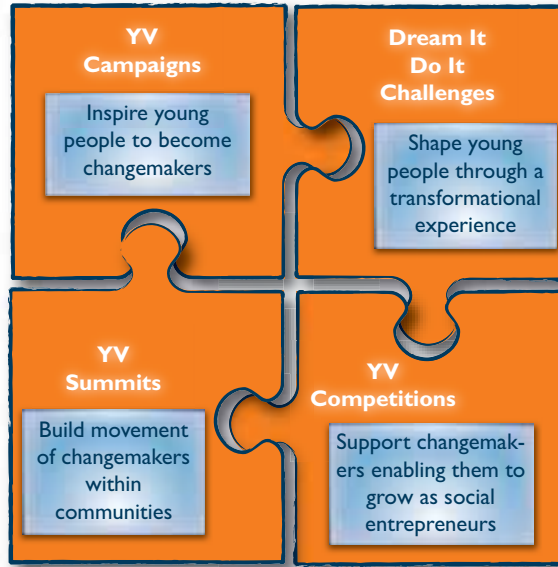 YV
Campaigns
Inspire young
people to become
changemakers
Dream It
Do It
Challenges
Shape young
people through a
transformational
experience
YV
Summits
Build movement
of changemakers
within
communities
YV
Competitions
Support changemak-
ers enabling them to
grow as social
entrepreneurs